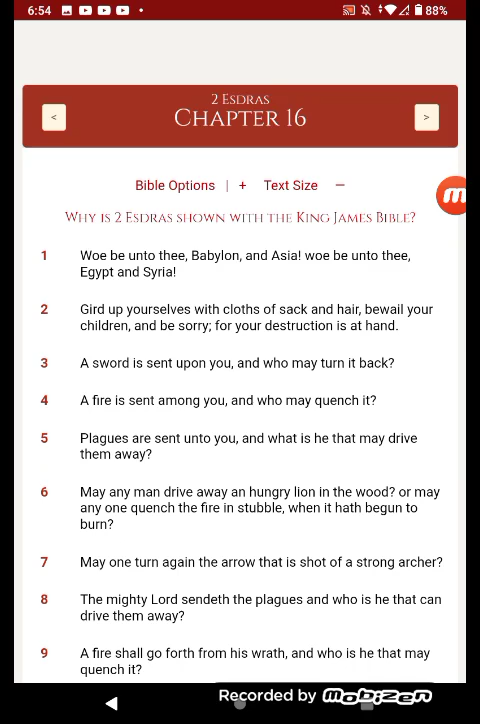 6:54
88%
2 Esdras
Chapter 16
<
>
Bible Options | + Text Size −
Why is 2 Esdras shown with the King James Bible?
1 Woe be unto thee, Babylon, and Asia! woe be unto thee,
Egypt and Syria!
2 Gird up yourselves with cloths of sack and hair, bewail your
children, and be sorry; for your destruction is at hand.
3 A sword is sent upon you, and who may turn it back?
4 A fire is sent among you, and who may quench it?
5 Plagues are sent unto you, and what is he that may drive
them away?
6 May any man drive away an hungry lion in the wood? or may
any one quench the fire in stubble, when it hath begun to
burn?
7 May one turn again the arrow that is shot of a strong archer?
8 The mighty Lord sendeth the plagues and who is he that can
drive them away?
9 A fire shall go forth from his wrath, and who is he that may
quench it?
Recorded by Mobizen